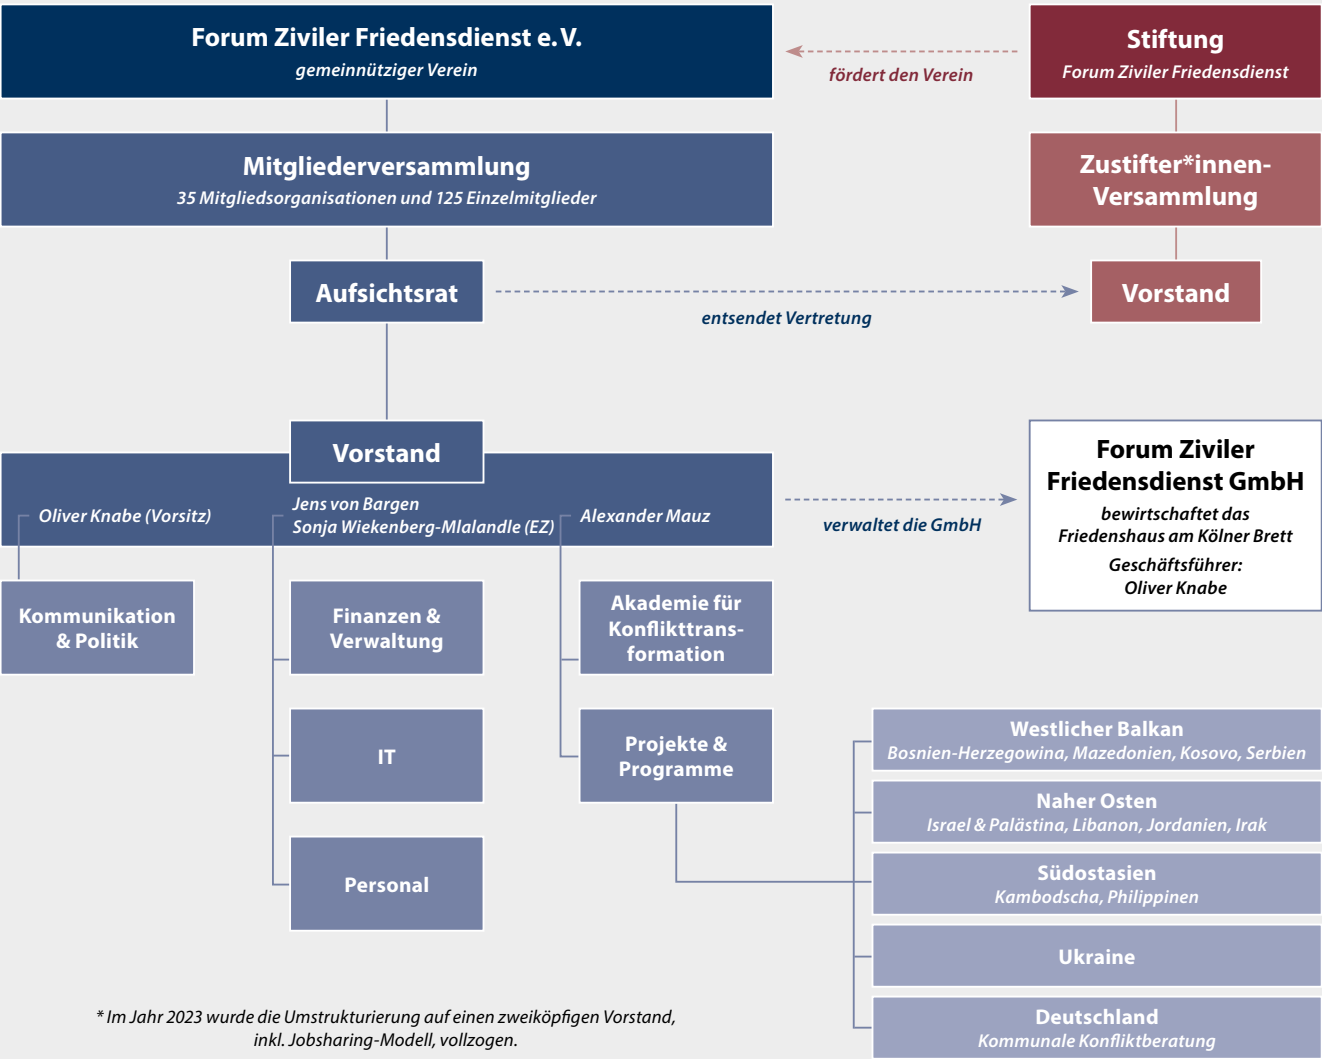 Forum Ziviler Friedensdienst e. V.
gemeinnütziger Verein
fördert den Verein
Stiftung
Forum Ziviler Friedensdienst
Mitgliederversammlung
35 Mitgliedsorganisationen und 125 Einzelmitglieder
Zustifter*innen-
Versammlung
Aufsichtsrat
entsendet Vertretung
Vorstand
Vorstand
Oliver Knabe (Vorsitz)
Jens von Bargen
Sonja Wiekenberg-Mlalandle (EZ)
Alexander Mauz
verwaltet die GmbH
Forum Ziviler
Friedensdienst GmbH
bewirtschaftet das
Friedenshaus am Kölner Brett
Geschäftsführer:
Oliver Knabe
Kommunikation
& Politik
Finanzen &
Verwaltung
IT
Personal
Akademie für
Konflikttrans-
formation
Projekte &
Programme
Westlicher Balkan
Bosnien-Herzegowina, Mazedonien, Kosovo, Serbien
Naher Osten
Israel & Palästina, Libanon, Jordanien, Irak
Südostasien
Kambodscha, Philippinen
Ukraine
Deutschland
Kommunale Konfliktberatung
* Im Jahr 2023 wurde die Umstrukturierung auf einen zweiköpfigen Vorstand,
inkl. Jobsharing-Modell, vollzogen.